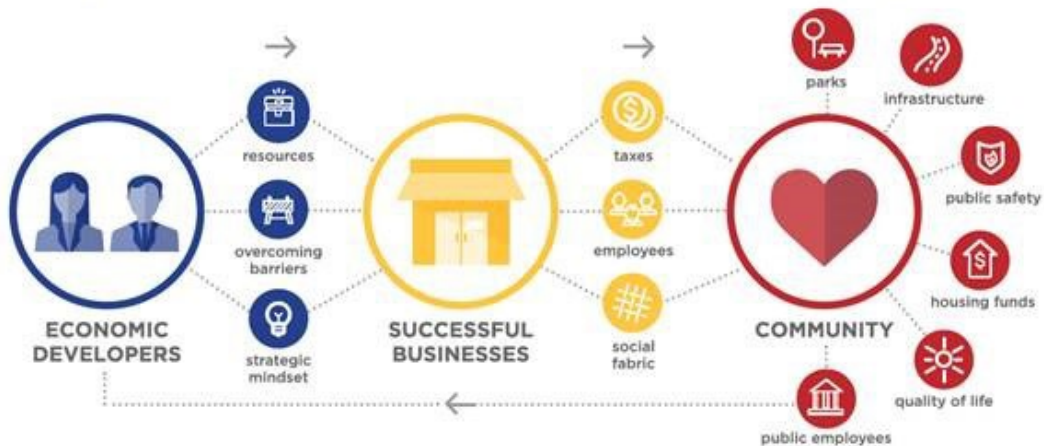 parks
infrastructure
resources
taxes
public safety
overcoming
barriers
employees
housing funds
ECONOMIC
DEVELOPERS
strategic
mindset
SUCCESSFUL
BUSINESSES
social
fabric
COMMUNITY
quality of life
public employees